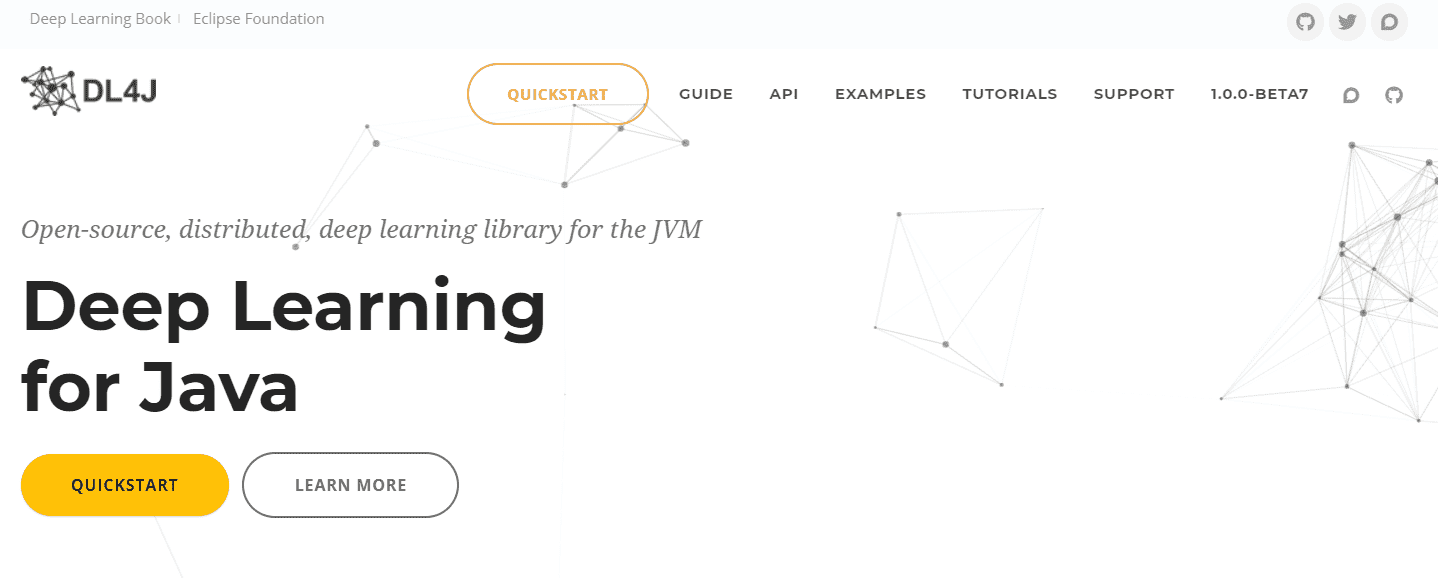 Deep Learning Book Eclipse Foundation
DL4J QUICKSTART GUIDE API EXAMPLES TUTORIALS SUPPORT 1.0.0-BETA7
Open-source, distributed, deep learning library for the JVM
Deep Learning
for Java
QUICKSTART LEARN MORE